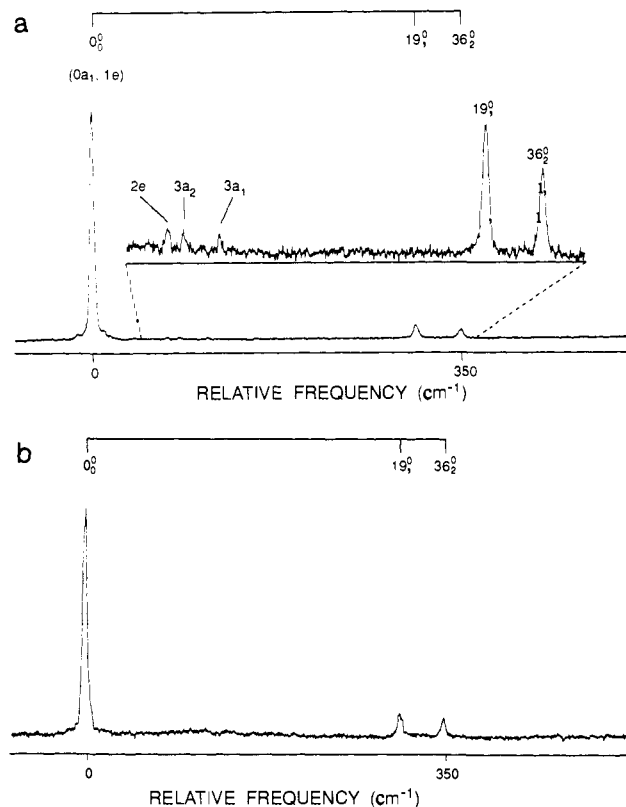 a
0⁰₀ 19⁰₁ 36⁰₂
(0a₁, 1e)
19⁰₁
36⁰₂
2e 3a₂ 3a₁
0 350
RELATIVE FREQUENCY (cm⁻¹)
b
0⁰₀ 19⁰₁ 36⁰₂
0 350
RELATIVE FREQUENCY (cm⁻¹)